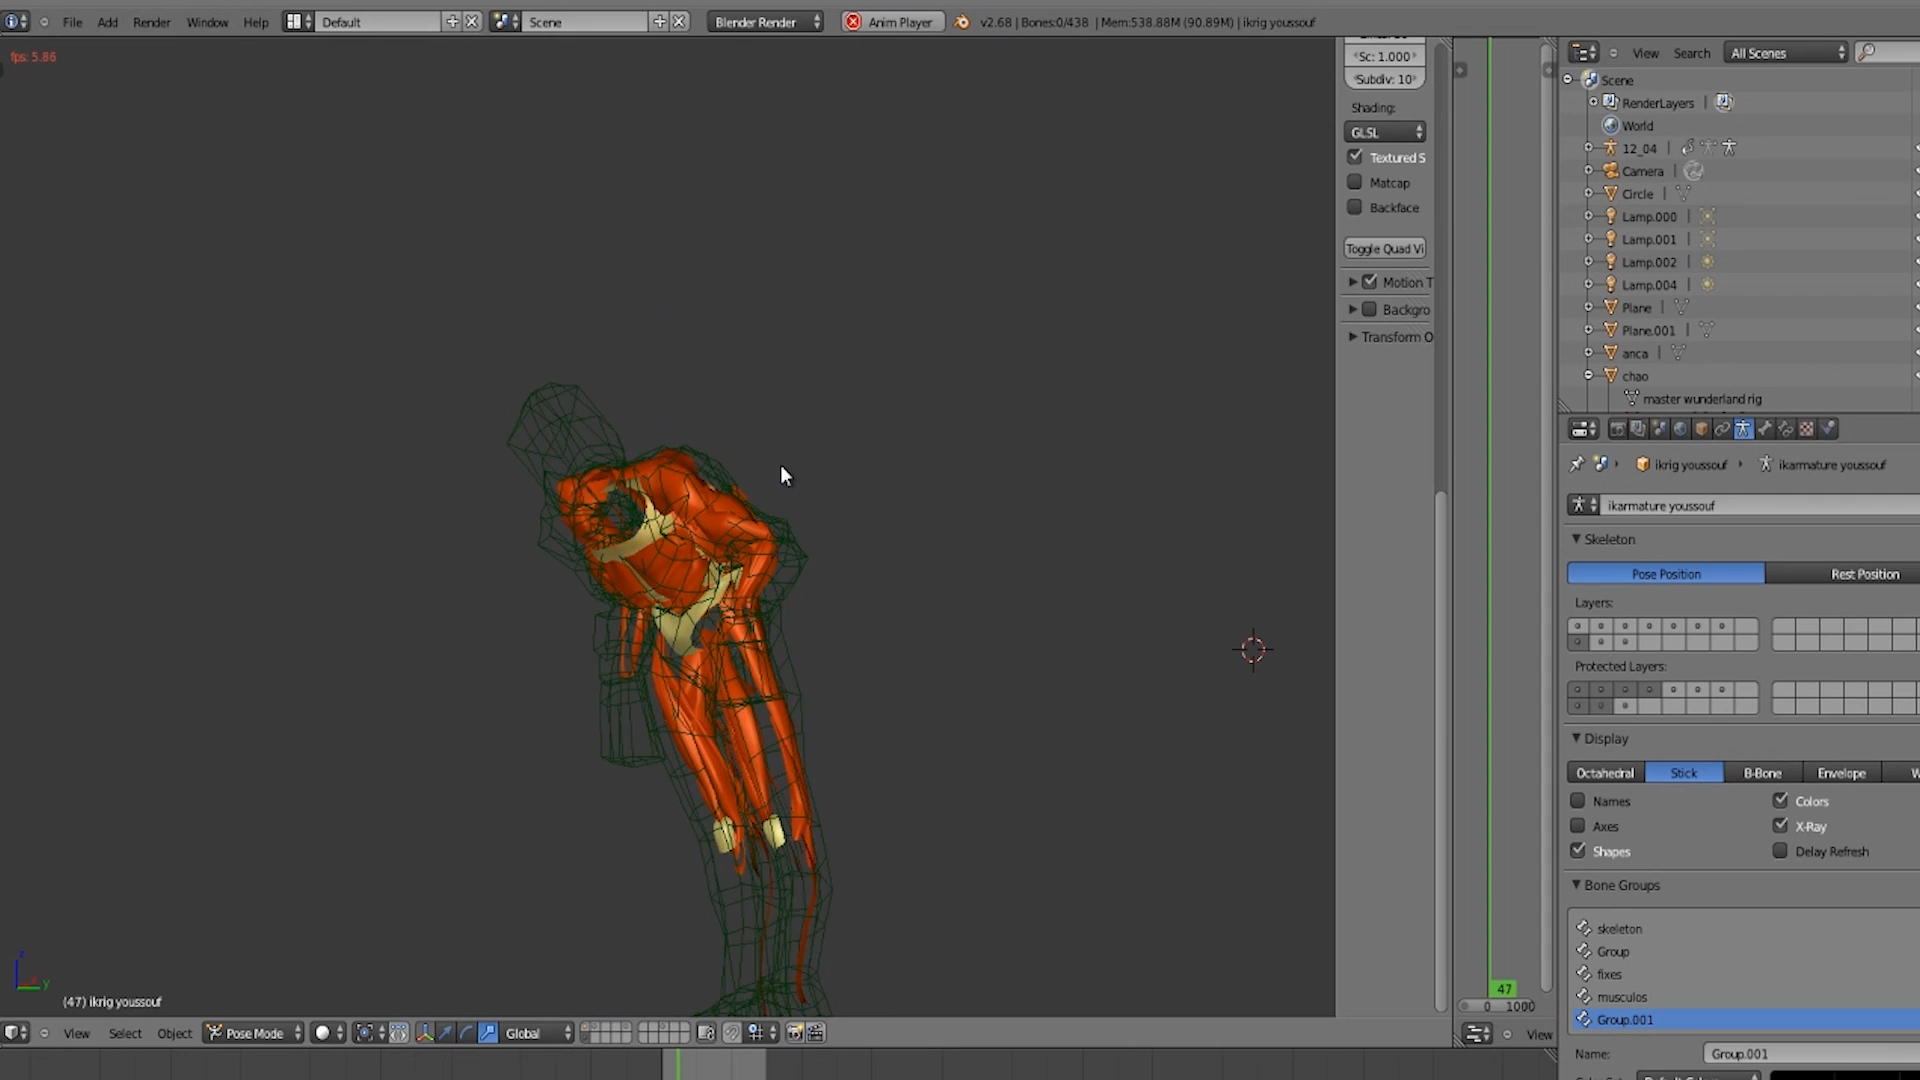 File Add Render Window Help Default Scene Blender Render Anim Player v2.68 | Bones:0/438 | Mem:538.88M (90.89M) | ikrig youssouf
fps: 5.86
Sc: 1.000
Subdiv: 10
Shading:
GLSL
Textured S
Matcap
Backface
Toggle Quad Vi
Motion T
Backgro
Transform O
View Search All Scenes
Scene
RenderLayers
World
12_04
Camera
Circle
Lamp.000
Lamp.001
Lamp.002
Lamp.004
Plane
Plane.001
anca
chao
master wunderland rig
ikrig youssouf ikarmature youssouf
ikarmature youssouf
Skeleton
Pose Position Rest Position
Layers:
Protected Layers:
Display
Octahedral Stick B-Bone Envelope W
Names Colors
Axes X-Ray
Shapes Delay Refresh
Bone Groups
skeleton
Group
fixes
musculos
Group.001
Name: Group.001
z
y
(47) ikrig youssouf
47
0 1000
View Select Object Pose Mode Global
View